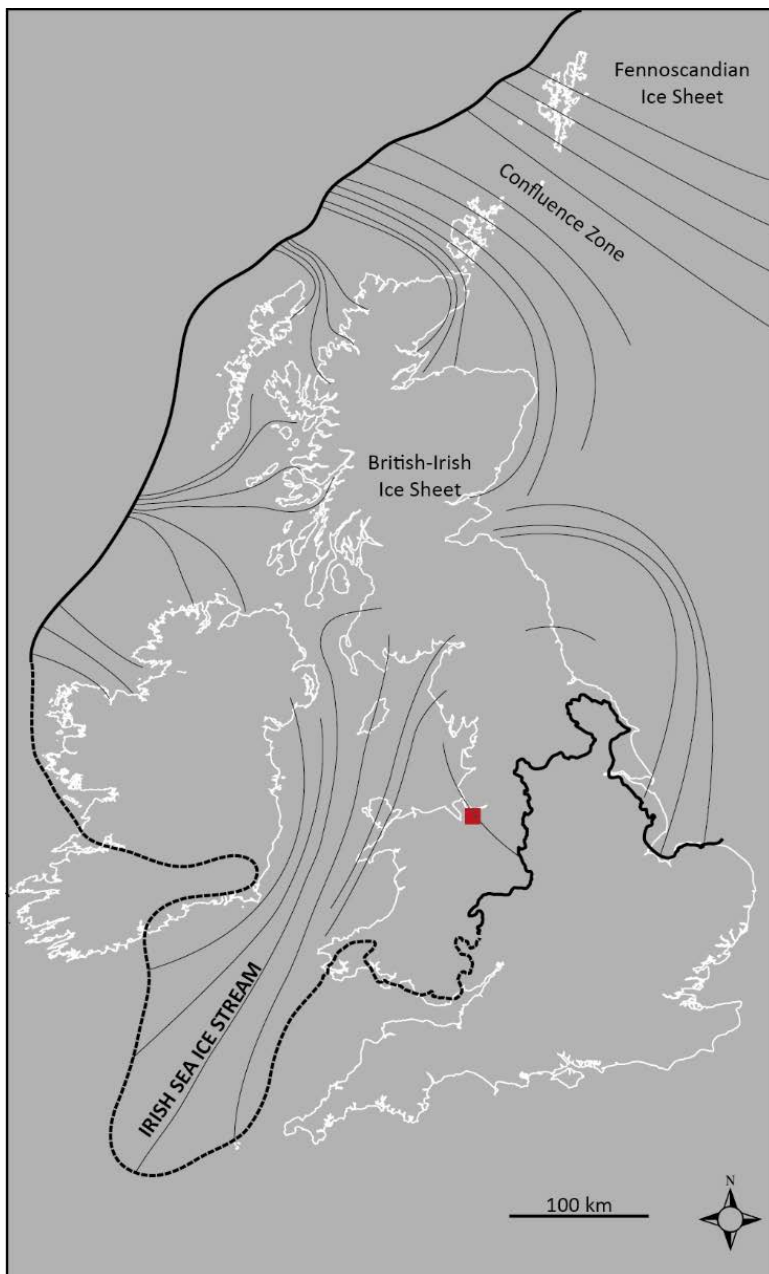 Fennoscandian
Ice Sheet
Confluence Zone
British-Irish
Ice Sheet
IRISH SEA ICE STREAM
N
100 km